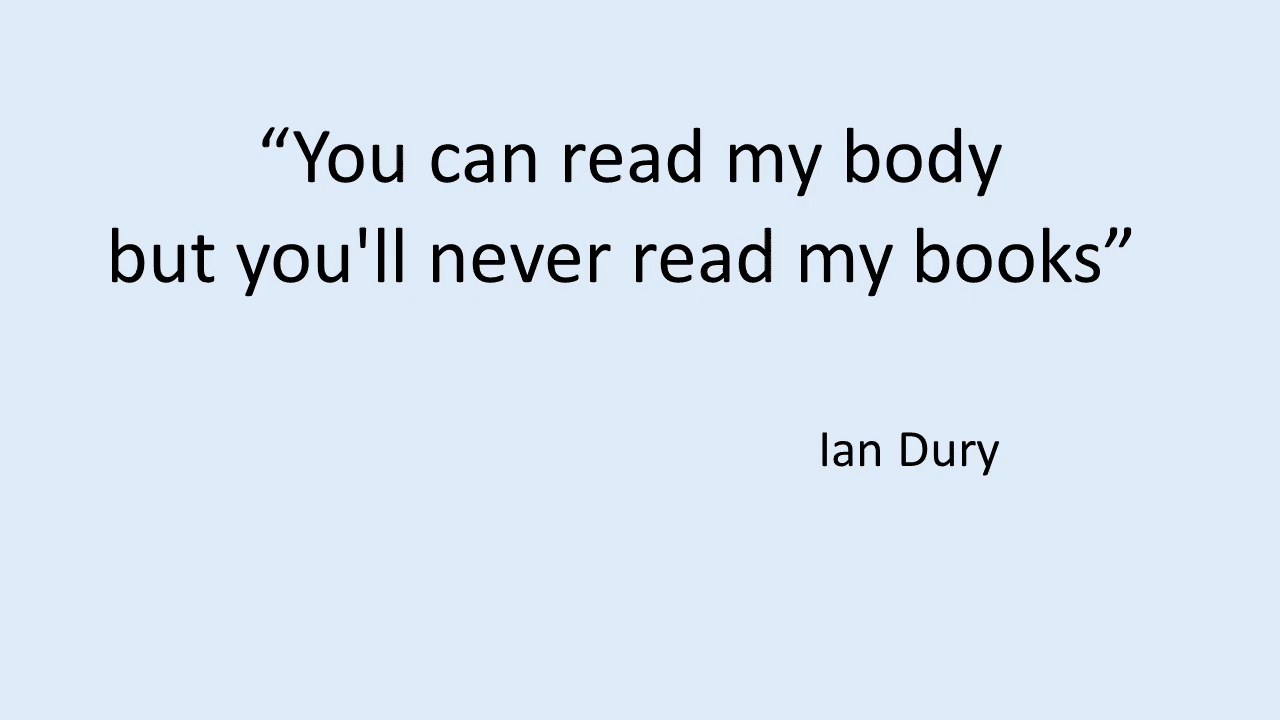 “You can read my body
but you'll never read my books”
Ian Dury